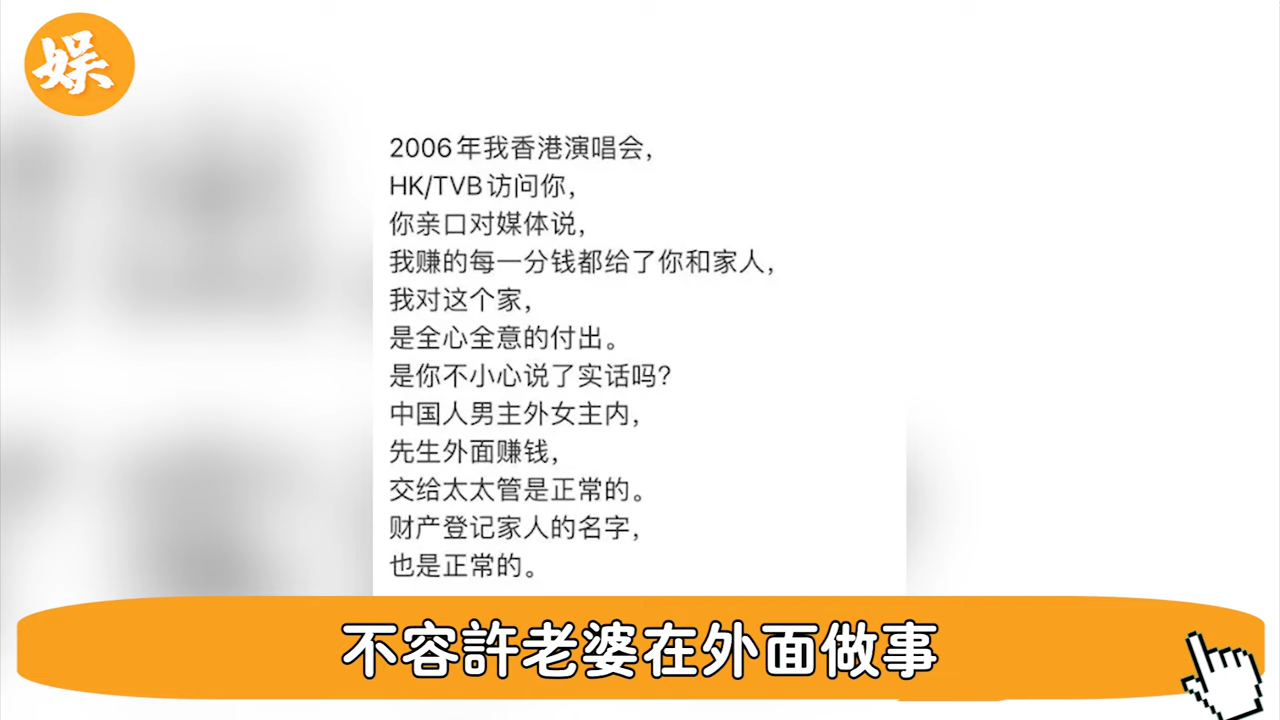 娱
2006年我香港演唱会，
HK/TVB访问你，
你亲口对媒体说，
我赚的每一分钱都给了你和家人，
我对这个家，
是全心全意的付出。
是你不小心说了实话吗？
中国人男主外女主内，
先生外面赚钱，
交给太太管是正常的。
财产登记家人的名字，
也是正常的。
不容許老婆在外面做事